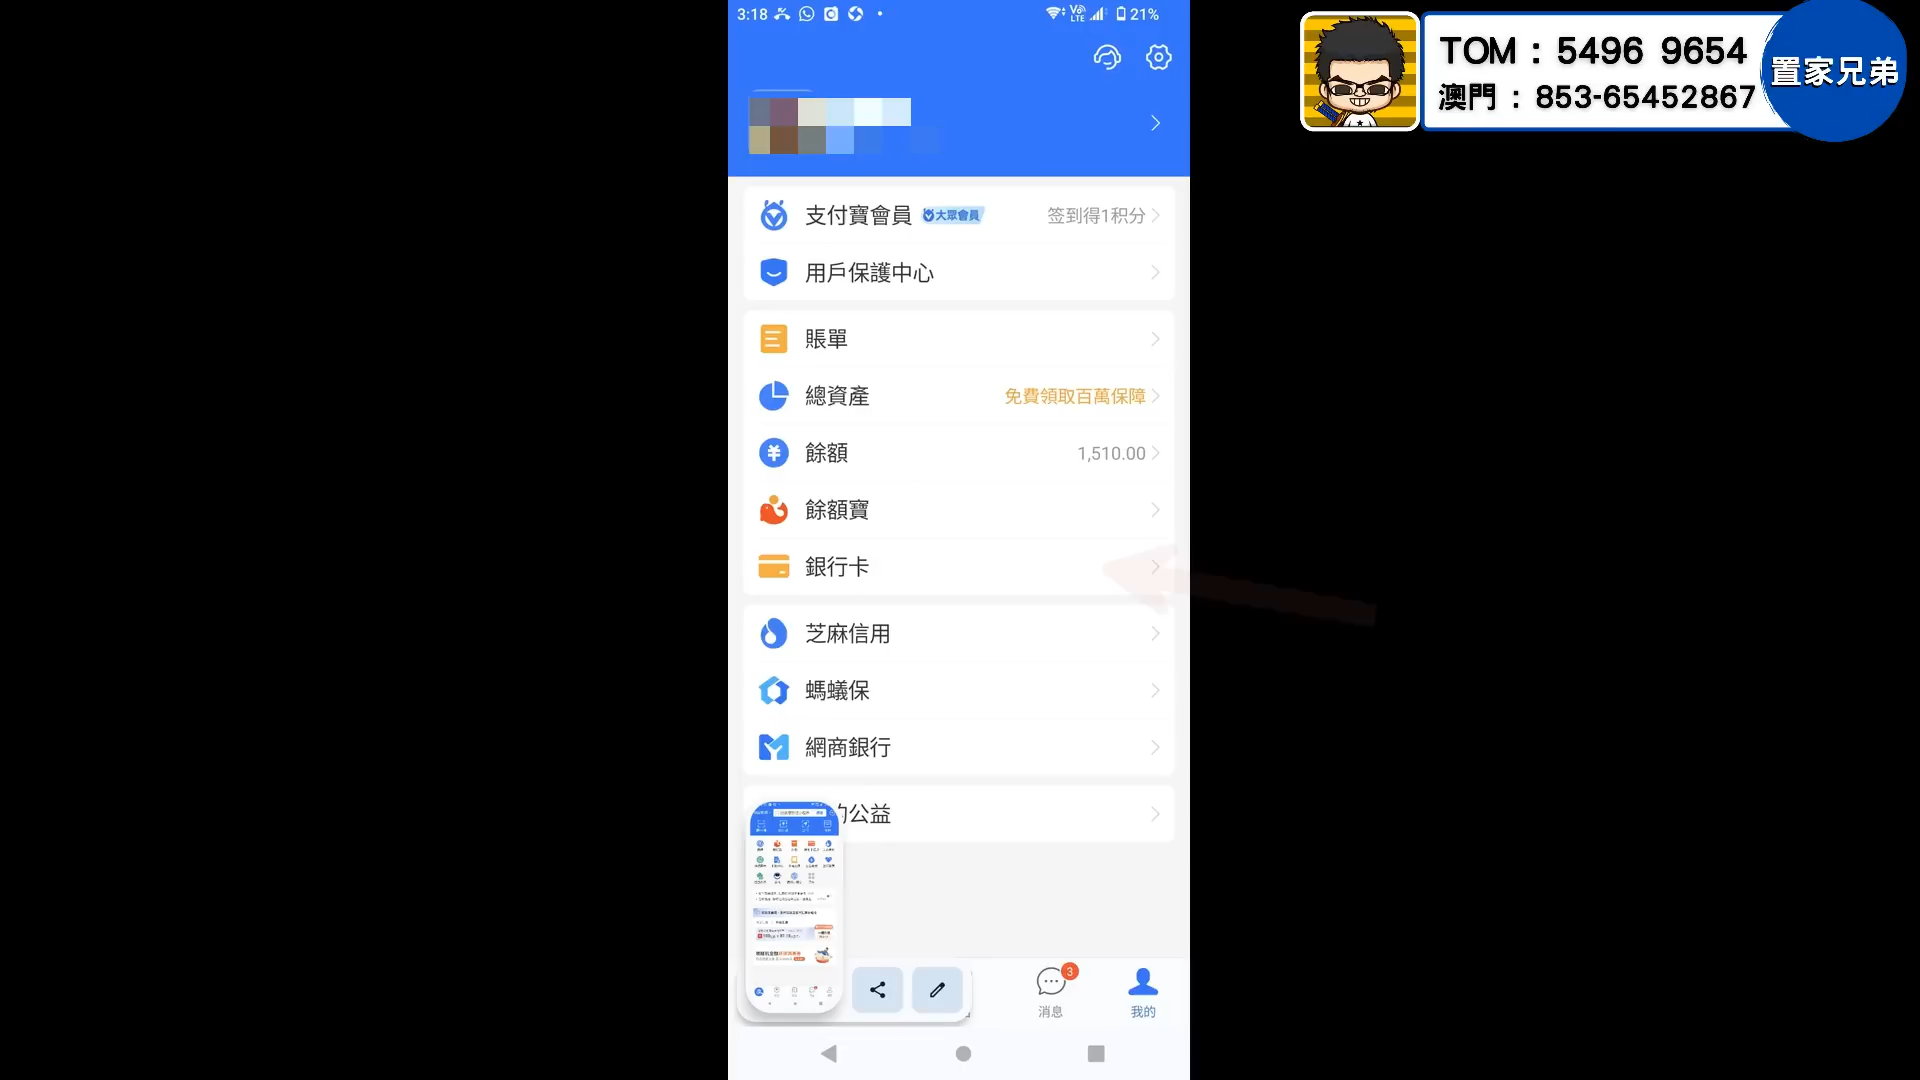 3:18
Vo
LTE
21%
TOM : 5496 9654
澳門 : 853-65452867
置家兄弟
支付寶會員
大眾會員
签到得1积分
用戶保護中心
賬單
總資產
免費領取百萬保障
餘額
1,510.00
餘額寶
銀行卡
芝麻信用
螞蟻保
網商銀行
的公益
3
消息
我的